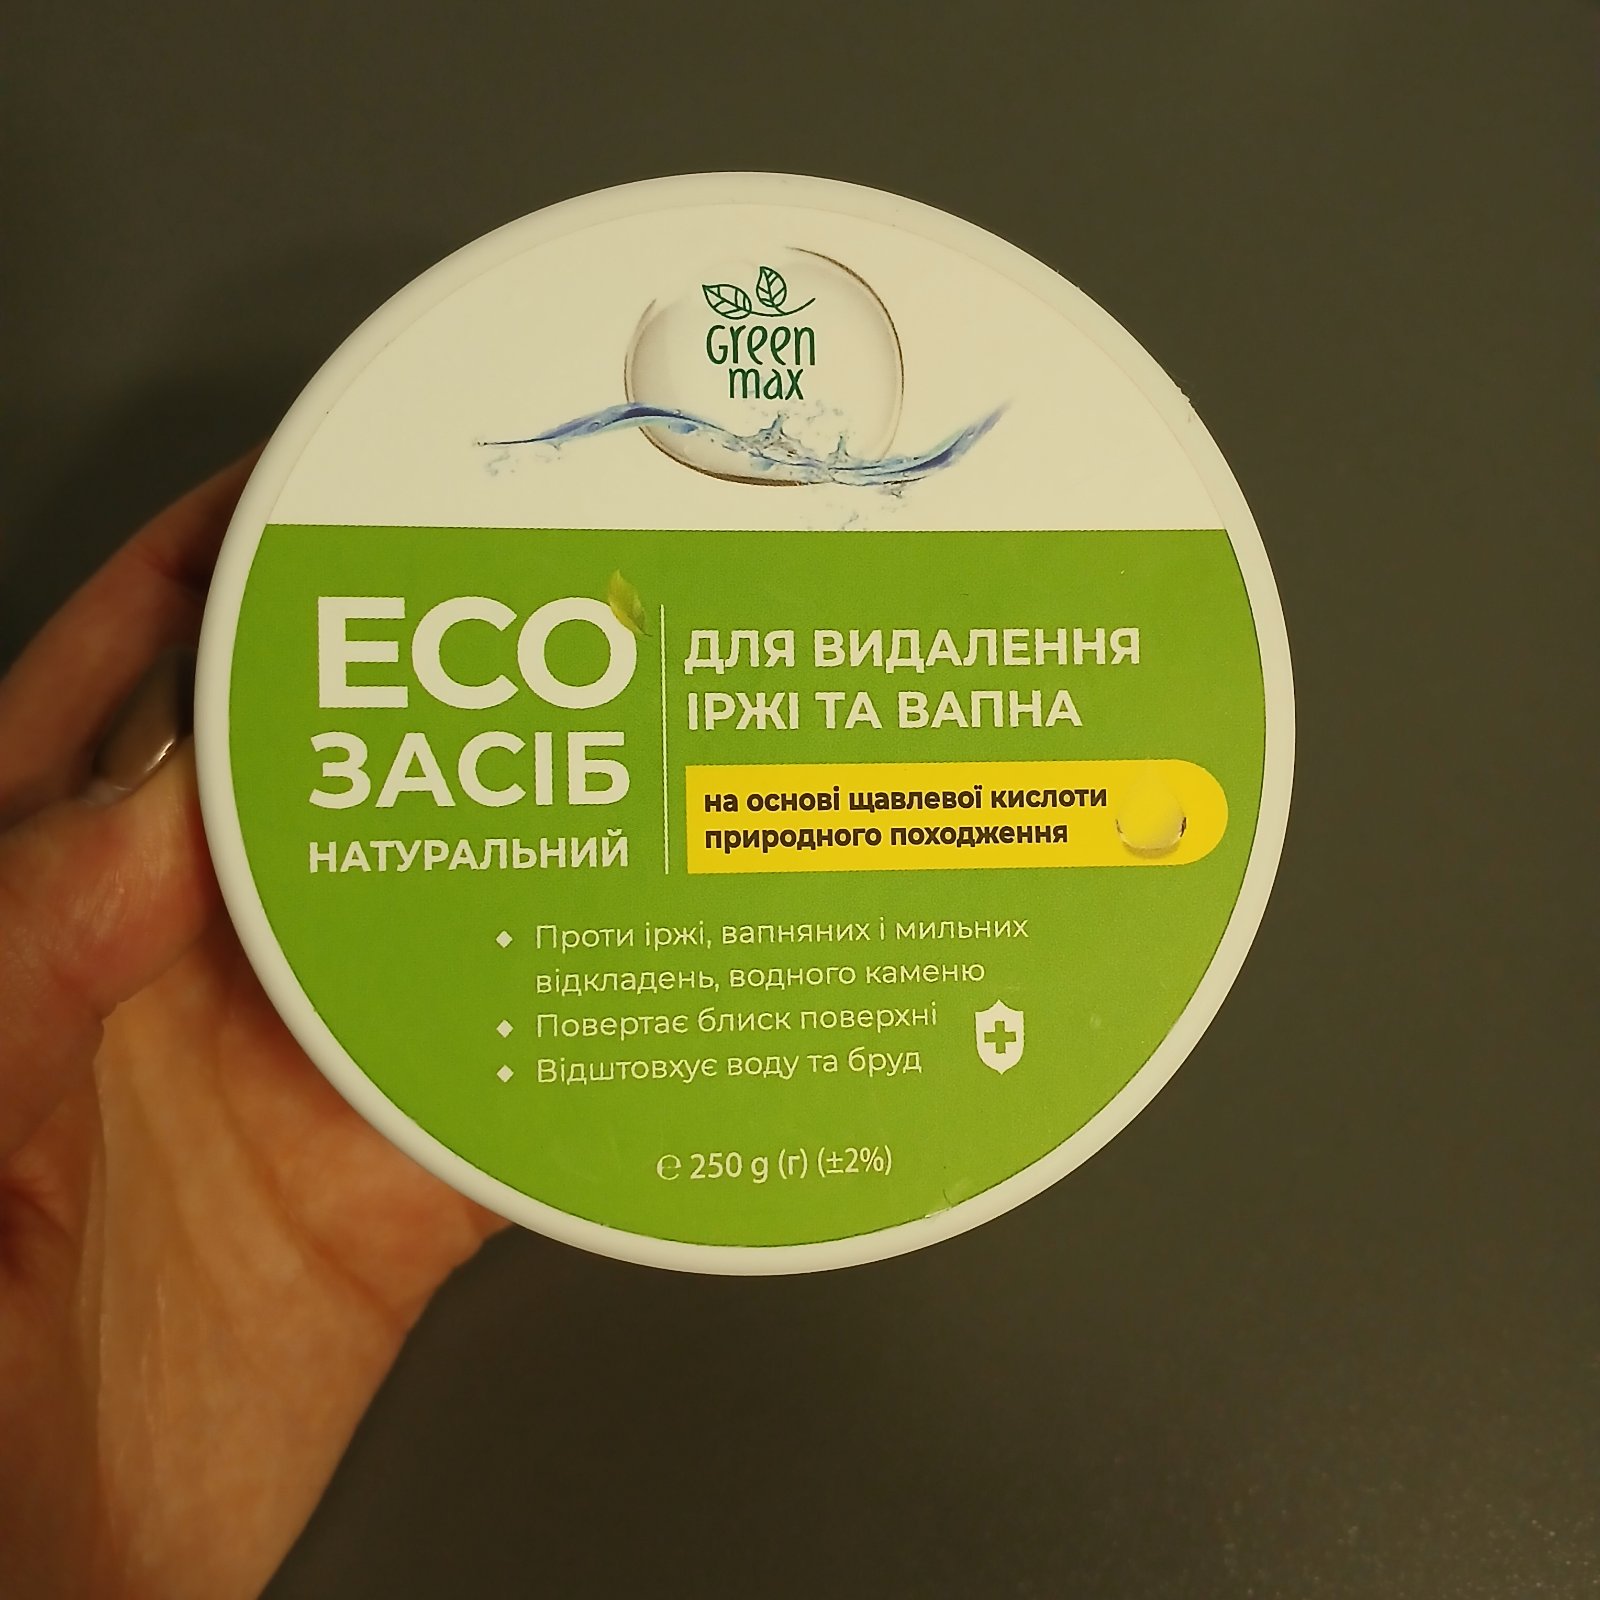 Green
max
ECO
ЗАСІБ
НАТУРАЛЬНИЙ
ДЛЯ ВИДАЛЕННЯ
ІРЖІ ТА ВАПНА
на основі щавлевої кислоти
природного походження
Проти іржі, вапняних і мильних
відкладень, водного каменю
Повертає блиск поверхні
Відштовхує воду та бруд
℮ 250 g (г) (±2%)